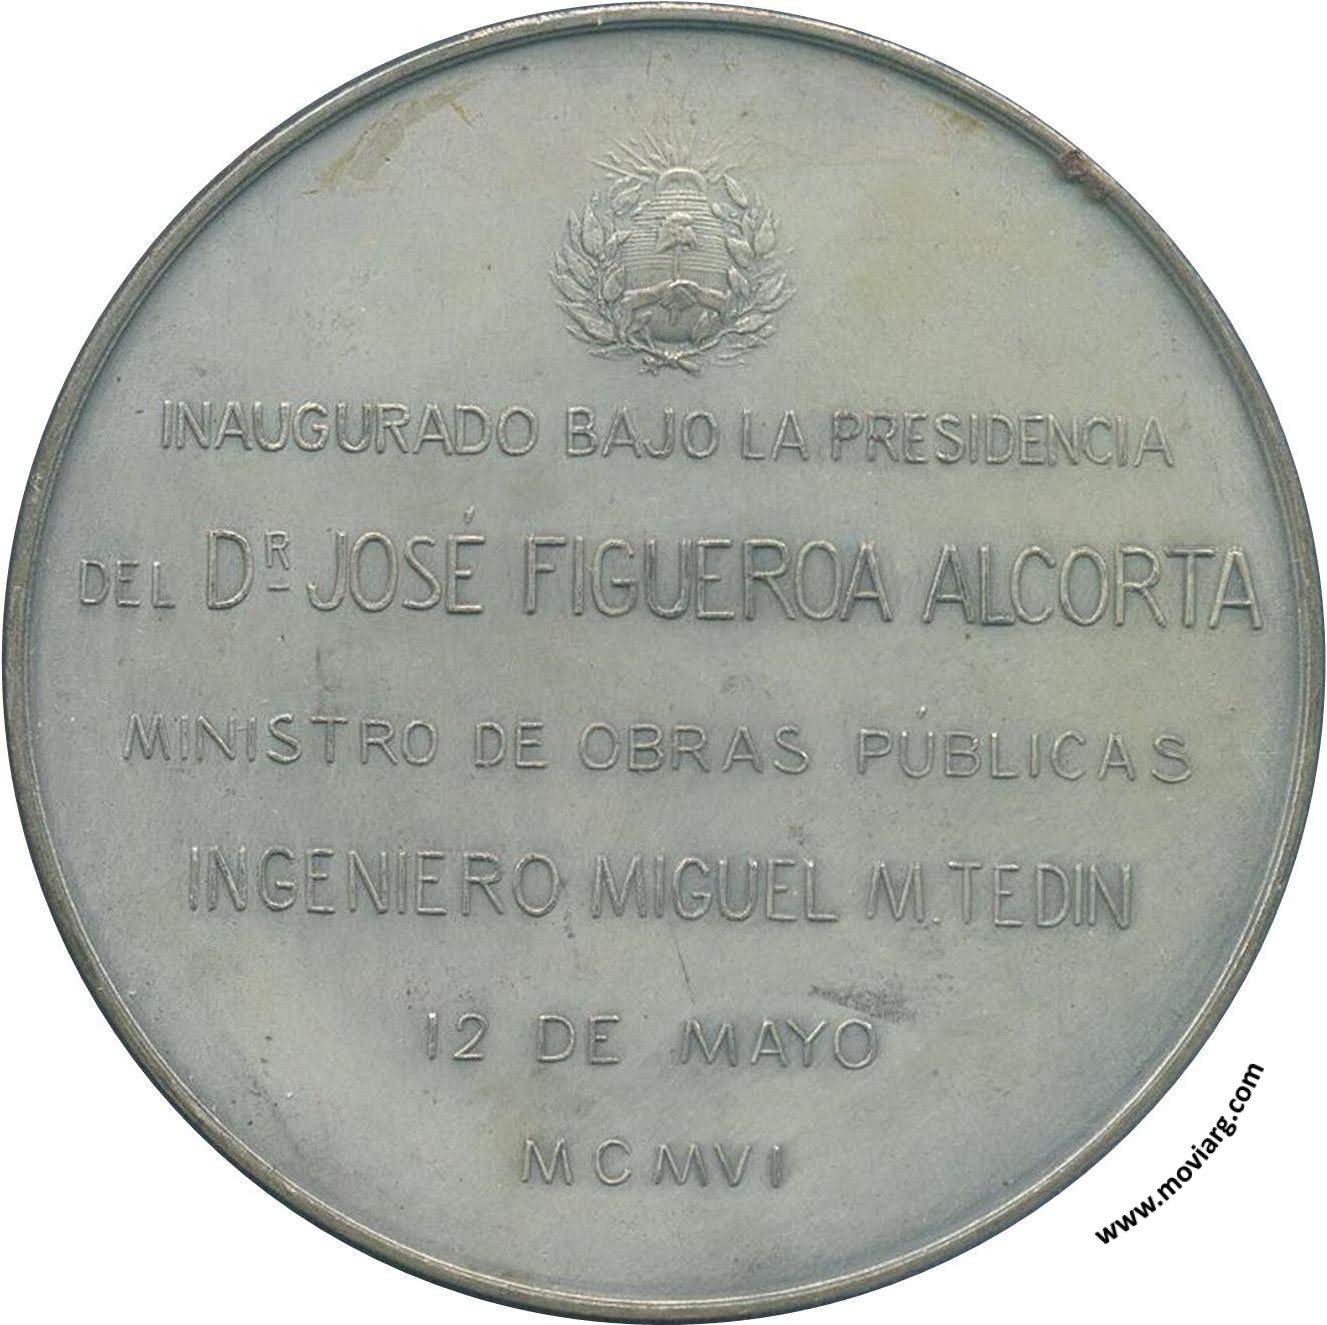 INAUGURADO BAJO LA PRESIDENCIA
DEL DR JOSÉ FIGUEROA ALCORTA
MINISTRO DE OBRAS PÚBLICAS
INGENIERO MIGUEL M. TEDIN
12 DE MAYO
MCMVI
www.moviarg.com